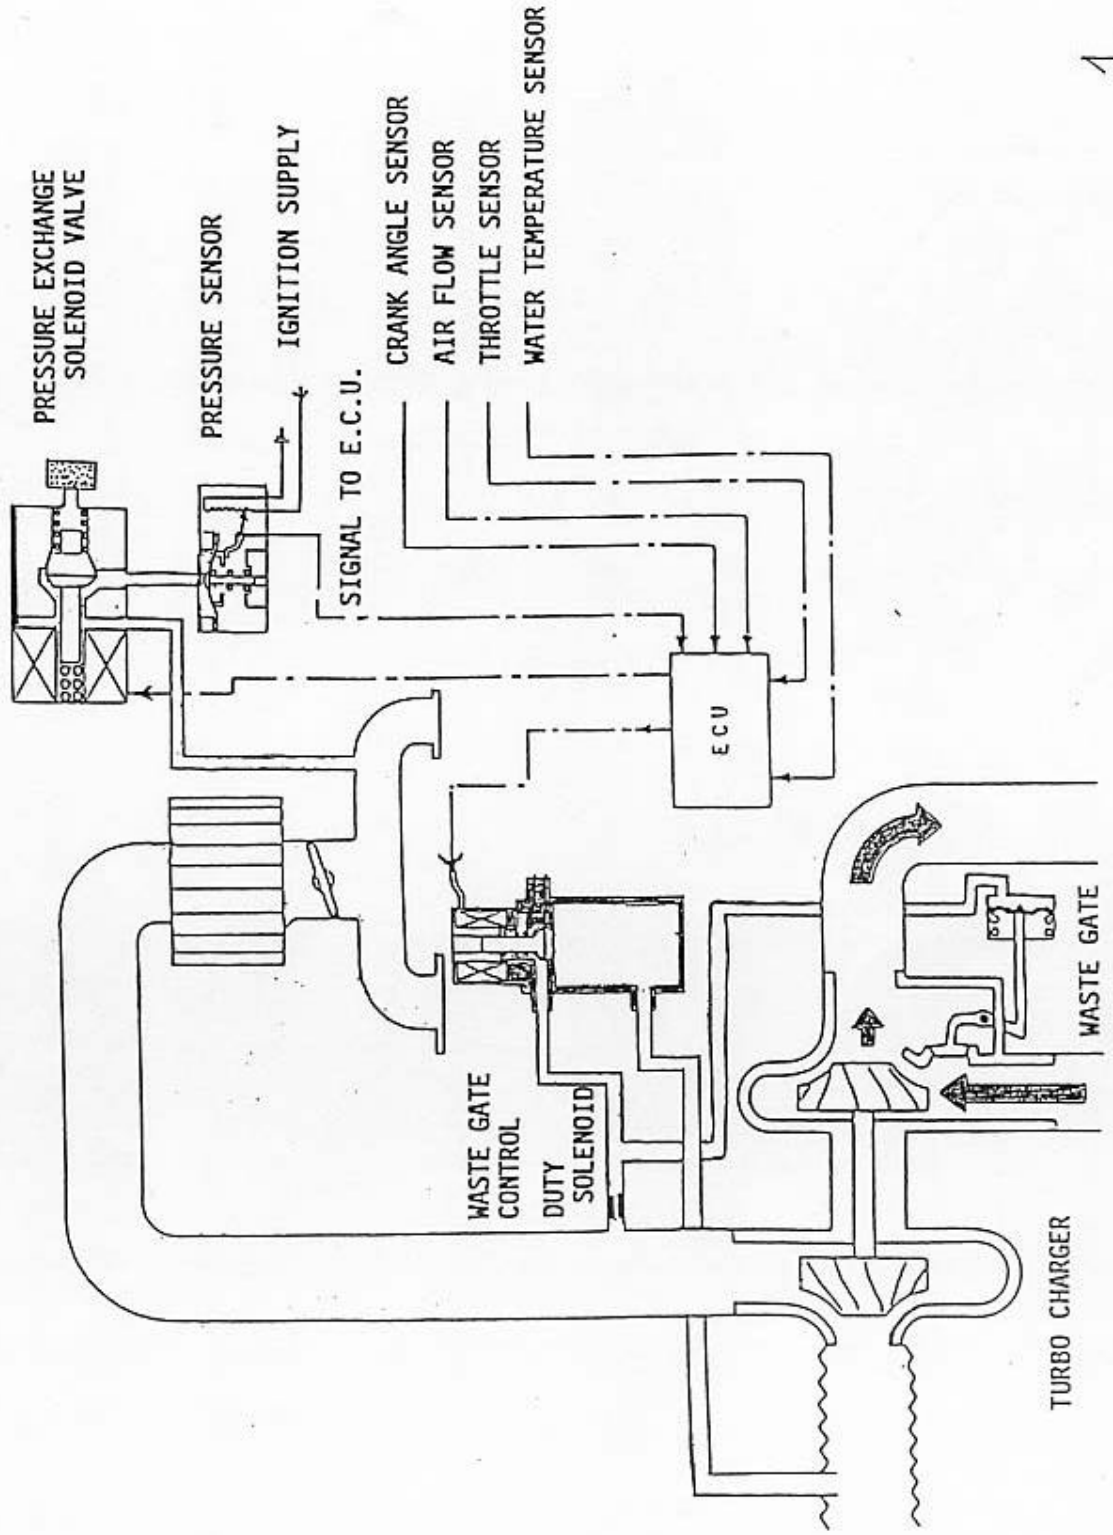 PRESSURE EXCHANGE
SOLENOID VALVE
PRESSURE SENSOR
IGNITION SUPPLY
SIGNAL TO E.C.U.
CRANK ANGLE SENSOR
AIR FLOW SENSOR
THROTTLE SENSOR
WATER TEMPERATURE SENSOR
ECU
WASTE GATE
CONTROL
DUTY
SOLENOID
WASTE GATE
TURBO CHARGER
1